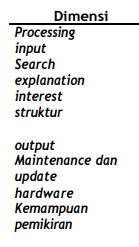 Dimensi
Processing
input
Search
explanation
interest
struktur
output
Maintenance dan
update
hardware
Kemampuan
pemikiran